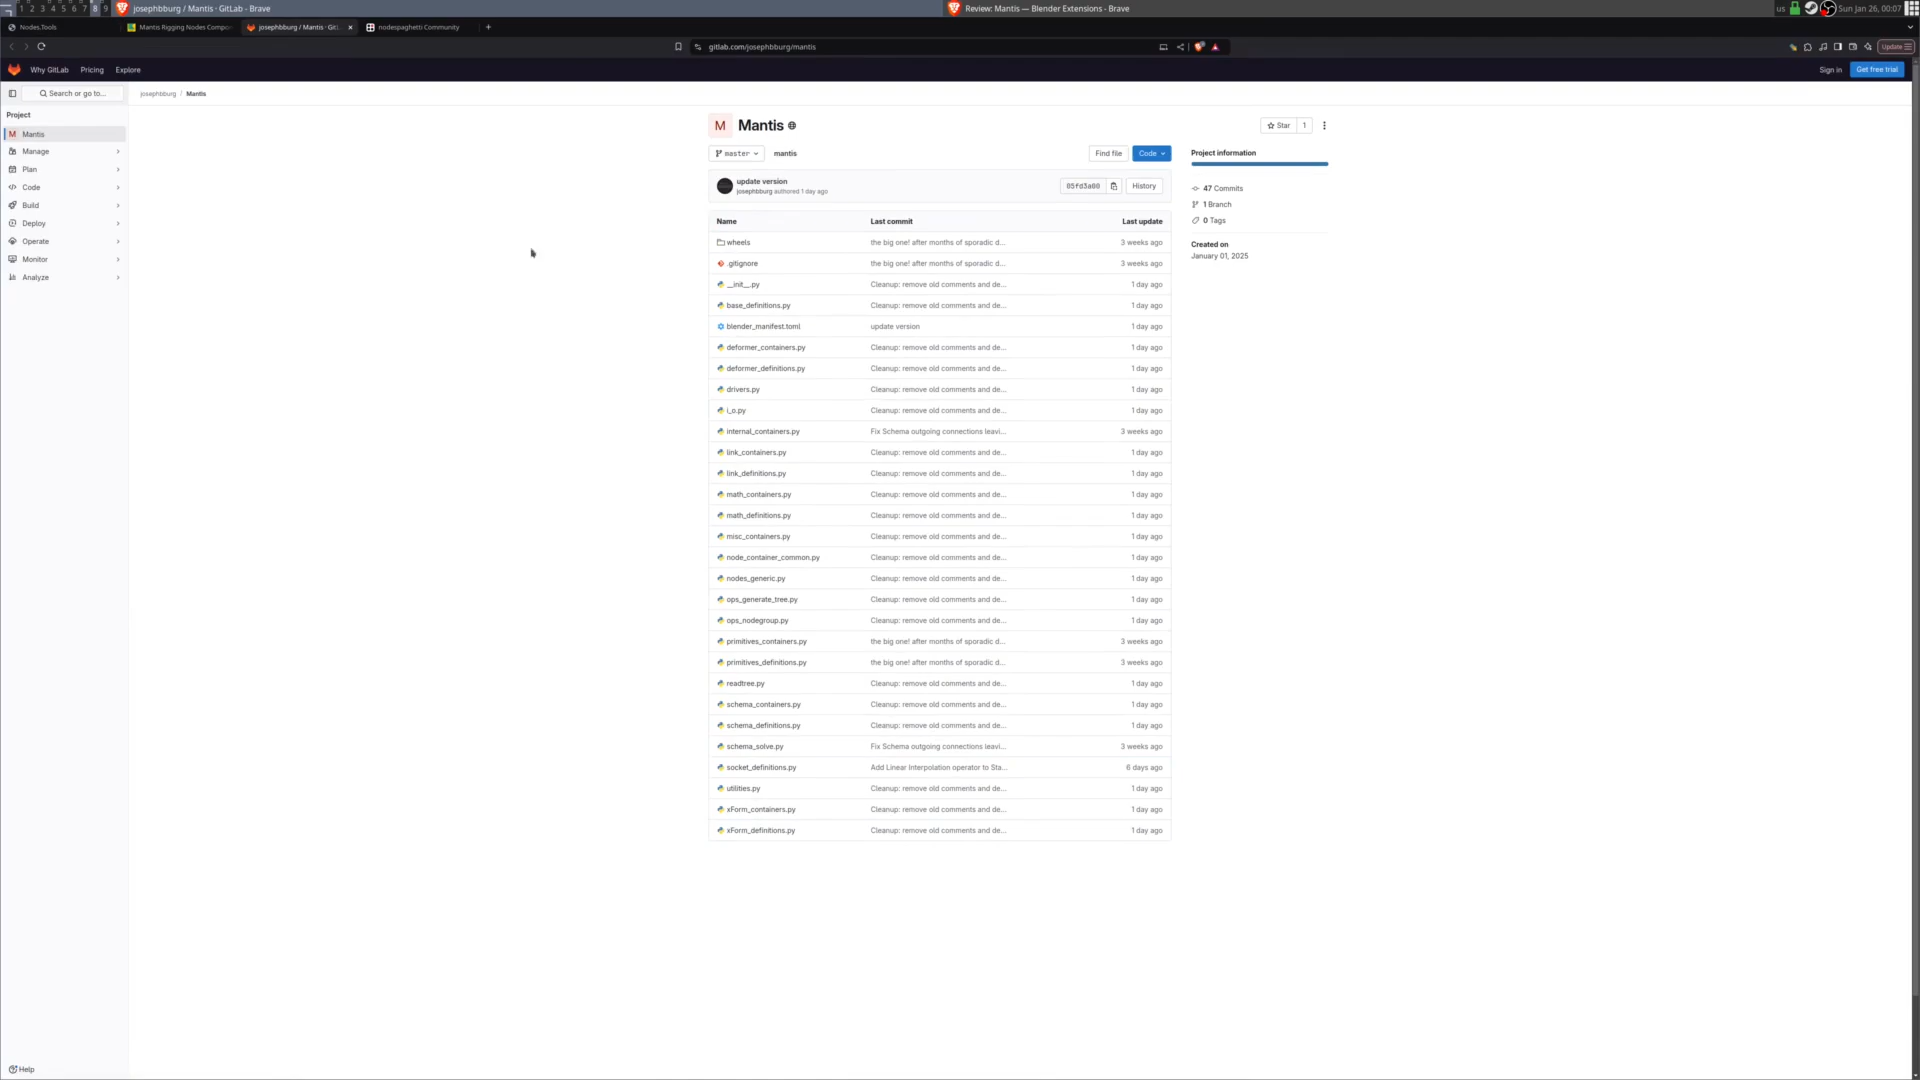 1 2 3 4 5 6 7 8 9 josephbburg / Mantis · GitLab - Brave Review: Mantis — Blender Extensions - Brave us Sun Jan 26, 00:07
Nodes.Tools Mantis Rigging Nodes Compo josephbburg / Mantis · Git nodespaghetti Community
gitlab.com/josephbburg/mantis Update
Why GitLab Pricing Explore Sign in Get free trial
Search or go to... josephbburg / Mantis
Project
Mantis
Manage
Plan
Code
Build
Deploy
Operate
Monitor
Analyze
M Mantis Star 1
master mantis Find file Code
update version
josephbburg authored 1 day ago 05fd3a00 History
Name Last commit Last update
wheels the big one! after months of sporadic d... 3 weeks ago
.gitignore the big one! after months of sporadic d... 3 weeks ago
__init__.py Cleanup: remove old comments and de... 1 day ago
base_definitions.py Cleanup: remove old comments and de... 1 day ago
blender_manifest.toml update version 1 day ago
deformer_containers.py Cleanup: remove old comments and de... 1 day ago
deformer_definitions.py Cleanup: remove old comments and de... 1 day ago
drivers.py Cleanup: remove old comments and de... 1 day ago
i_o.py Cleanup: remove old comments and de... 1 day ago
internal_containers.py Fix Schema outgoing connections leavi... 3 weeks ago
link_containers.py Cleanup: remove old comments and de... 1 day ago
link_definitions.py Cleanup: remove old comments and de... 1 day ago
math_containers.py Cleanup: remove old comments and de... 1 day ago
math_definitions.py Cleanup: remove old comments and de... 1 day ago
misc_containers.py Cleanup: remove old comments and de... 1 day ago
node_container_common.py Cleanup: remove old comments and de... 1 day ago
nodes_generic.py Cleanup: remove old comments and de... 1 day ago
ops_generate_tree.py Cleanup: remove old comments and de... 1 day ago
ops_nodegroup.py Cleanup: remove old comments and de... 1 day ago
primitives_containers.py the big one! after months of sporadic d... 3 weeks ago
primitives_definitions.py the big one! after months of sporadic d... 3 weeks ago
readtree.py Cleanup: remove old comments and de... 1 day ago
schema_containers.py Cleanup: remove old comments and de... 1 day ago
schema_definitions.py Cleanup: remove old comments and de... 1 day ago
schema_solve.py Fix Schema outgoing connections leavi... 3 weeks ago
socket_definitions.py Add Linear Interpolation operator to Sta... 6 days ago
utilities.py Cleanup: remove old comments and de... 1 day ago
xForm_containers.py Cleanup: remove old comments and de... 1 day ago
xForm_definitions.py Cleanup: remove old comments and de... 1 day ago
Project information
47 Commits
1 Branch
0 Tags
Created on
January 01, 2025
Help